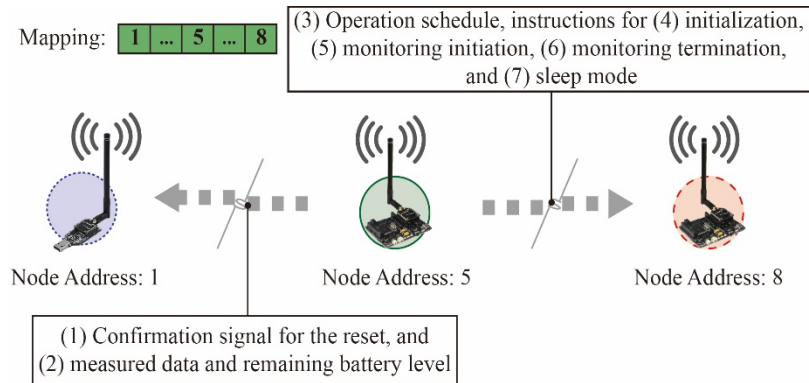 Mapping: 1 ... 5 ... 8
(3) Operation schedule, instructions for (4) initialization,
(5) monitoring initiation, (6) monitoring termination,
and (7) sleep mode
Node Address: 1
Node Address: 5
Node Address: 8
(1) Confirmation signal for the reset, and
(2) measured data and remaining battery level